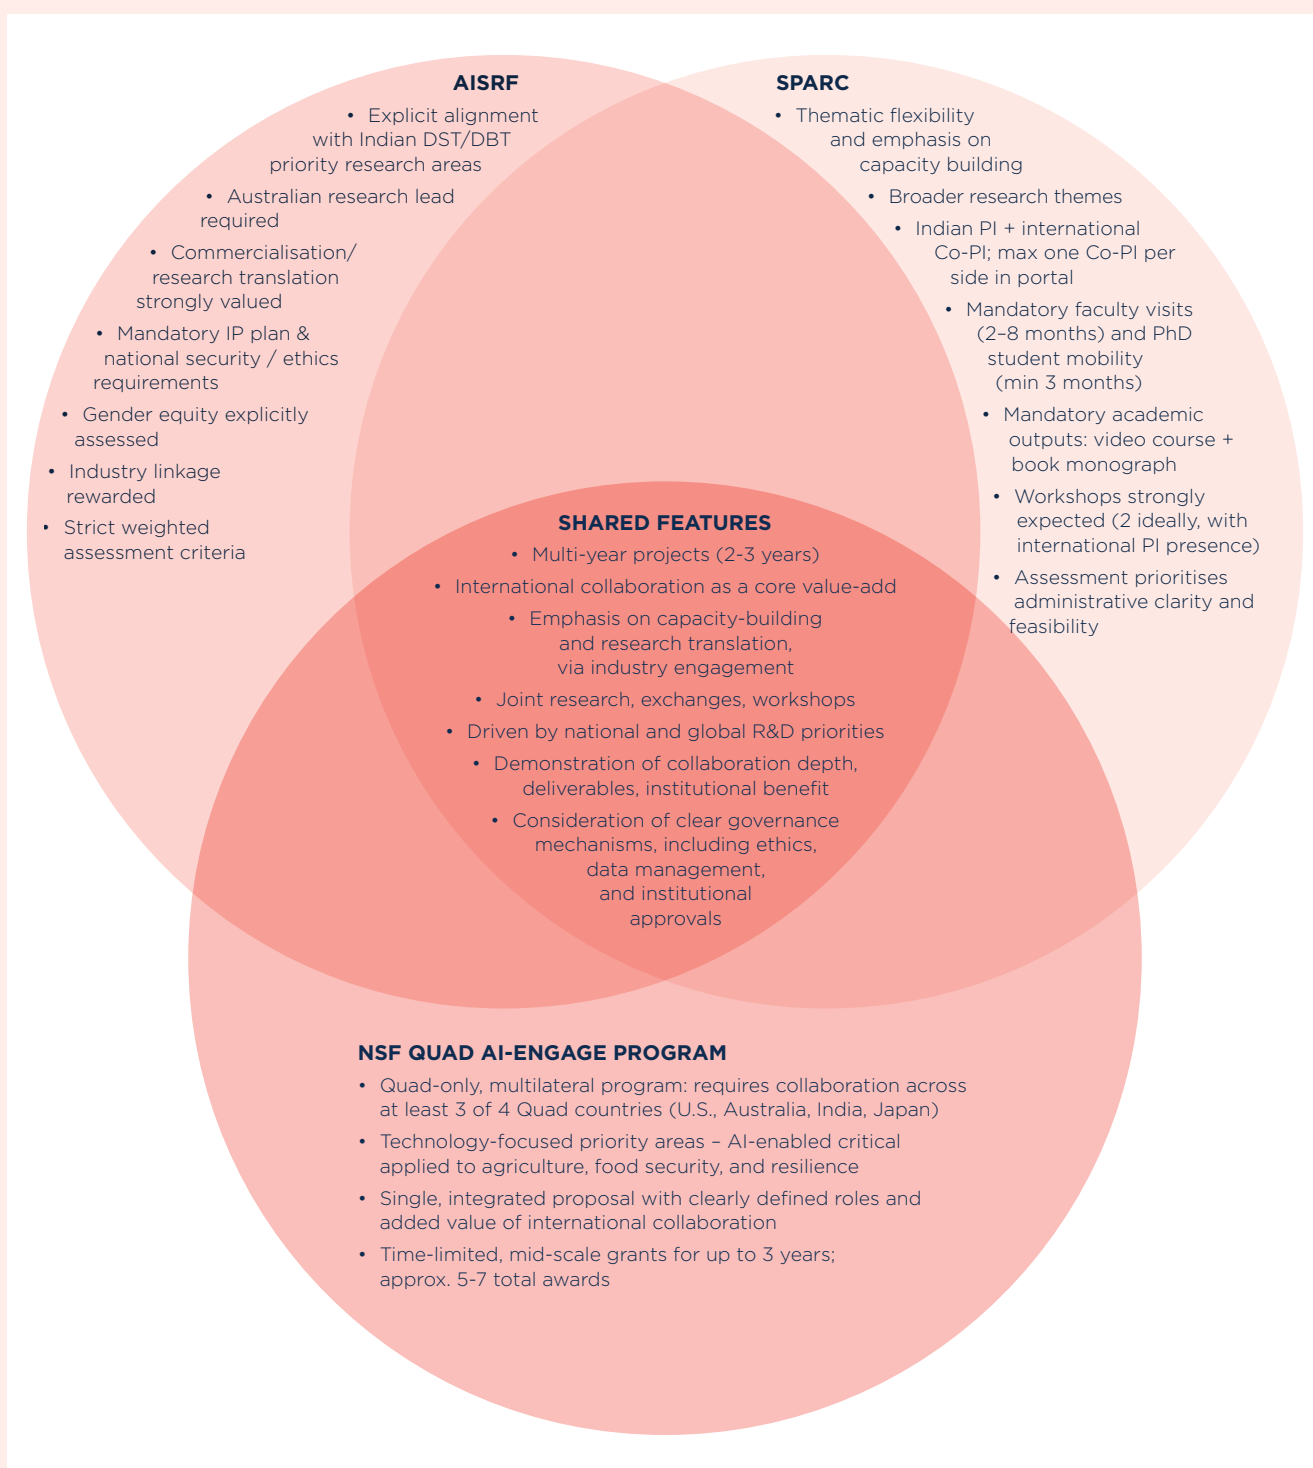 AISRF
• Explicit alignment
with Indian DST/DBT
priority research areas
• Australian research lead
required
• Commercialisation/
research translation
strongly valued
• Mandatory IP plan &
national security / ethics
requirements
• Gender equity explicitly
assessed
• Industry linkage
rewarded
• Strict weighted
assessment criteria
SPARC
• Thematic flexibility
and emphasis on
capacity building
• Broader research themes
• Indian PI + international
Co-PI; max one Co-PI per
side in portal
• Mandatory faculty visits
(2–8 months) and PhD
student mobility
(min 3 months)
• Mandatory academic
outputs: video course +
book monograph
• Workshops strongly
expected (2 ideally, with
international PI presence)
• Assessment prioritises
administrative clarity and
feasibility
SHARED FEATURES
• Multi-year projects (2-3 years)
• International collaboration as a core value-add
• Emphasis on capacity-building
and research translation,
via industry engagement
• Joint research, exchanges, workshops
• Driven by national and global R&D priorities
• Demonstration of collaboration depth,
deliverables, institutional benefit
• Consideration of clear governance
mechanisms, including ethics,
data management,
and institutional
approvals
NSF QUAD AI-ENGAGE PROGRAM
• Quad-only, multilateral program: requires collaboration across
at least 3 of 4 Quad countries (U.S., Australia, India, Japan)
• Technology-focused priority areas – AI-enabled critical
applied to agriculture, food security, and resilience
• Single, integrated proposal with clearly defined roles and
added value of international collaboration
• Time-limited, mid-scale grants for up to 3 years;
approx. 5-7 total awards